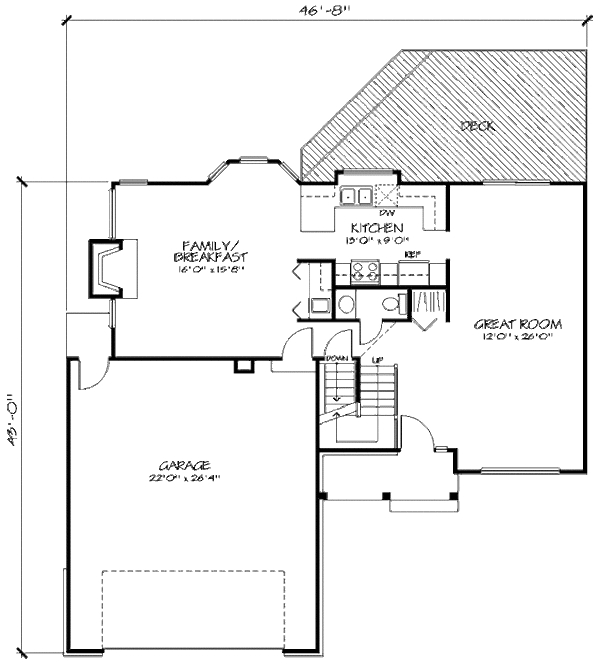 46'-8"
DECK
DW
KITCHEN
13'0" x 9'0"
REF
FAMILY/
BREAKFAST
16'0" x 15'8"
GREAT ROOM
12'0" x 26'0"
DOWN
UP
43'-0"
GARAGE
22'0" x 26'4"